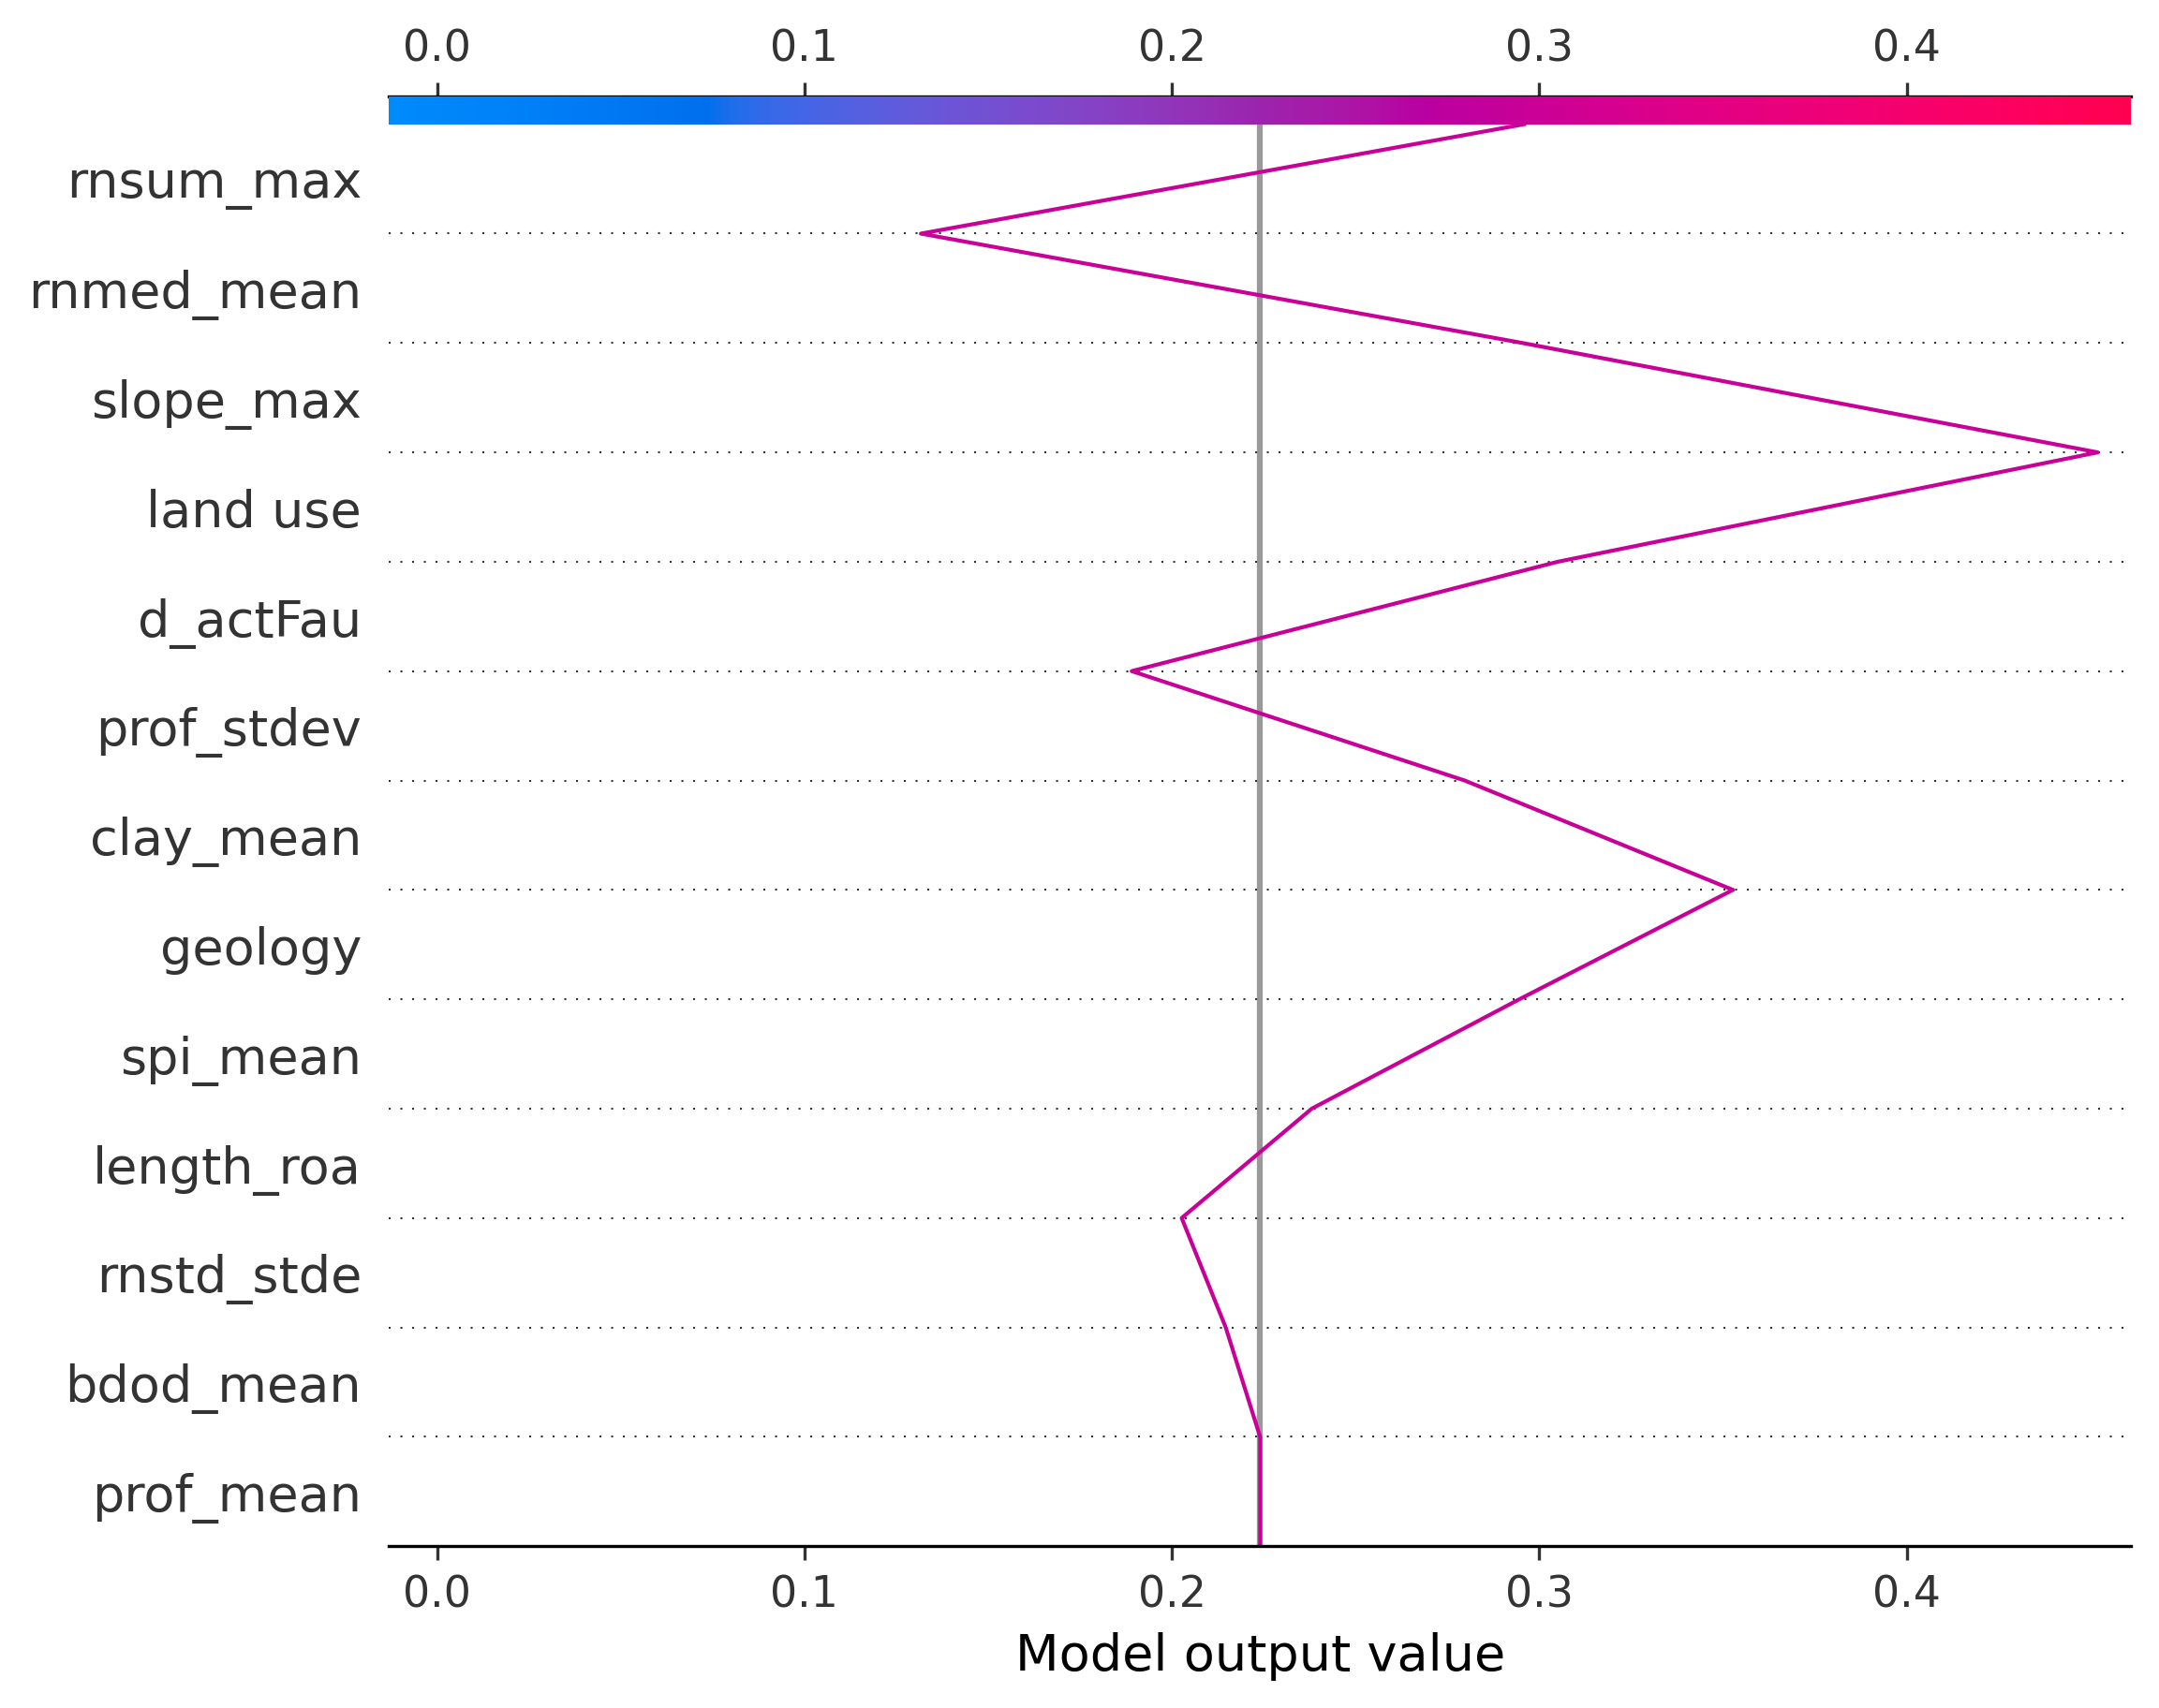 0.0 0.1 0.2 0.3 0.4
rnsum_max
rnmed_mean
slope_max
land use
d_actFau
prof_stdev
clay_mean
geology
spi_mean
length_roa
rnstd_stde
bdod_mean
prof_mean
0.0 0.1 0.2 0.3 0.4
Model output value